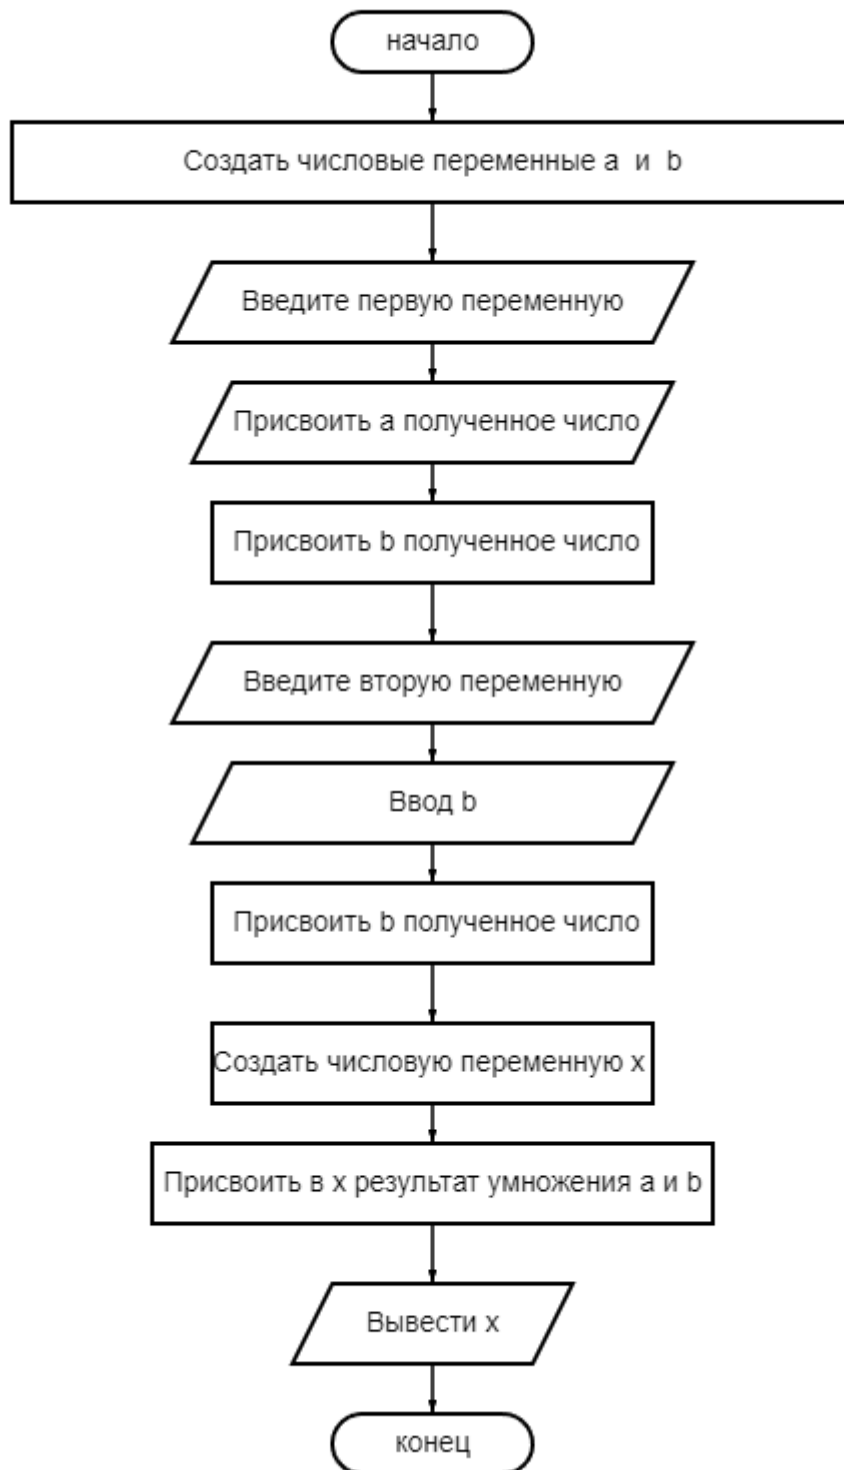 начало
Создать числовые переменные a и b
Введите первую переменную
Присвоить a полученное число
Присвоить b полученное число
Введите вторую переменную
Ввод b
Присвоить b полученное число
Создать числовую переменную x
Присвоить в x результат умножения a и b
Вывести x
конец